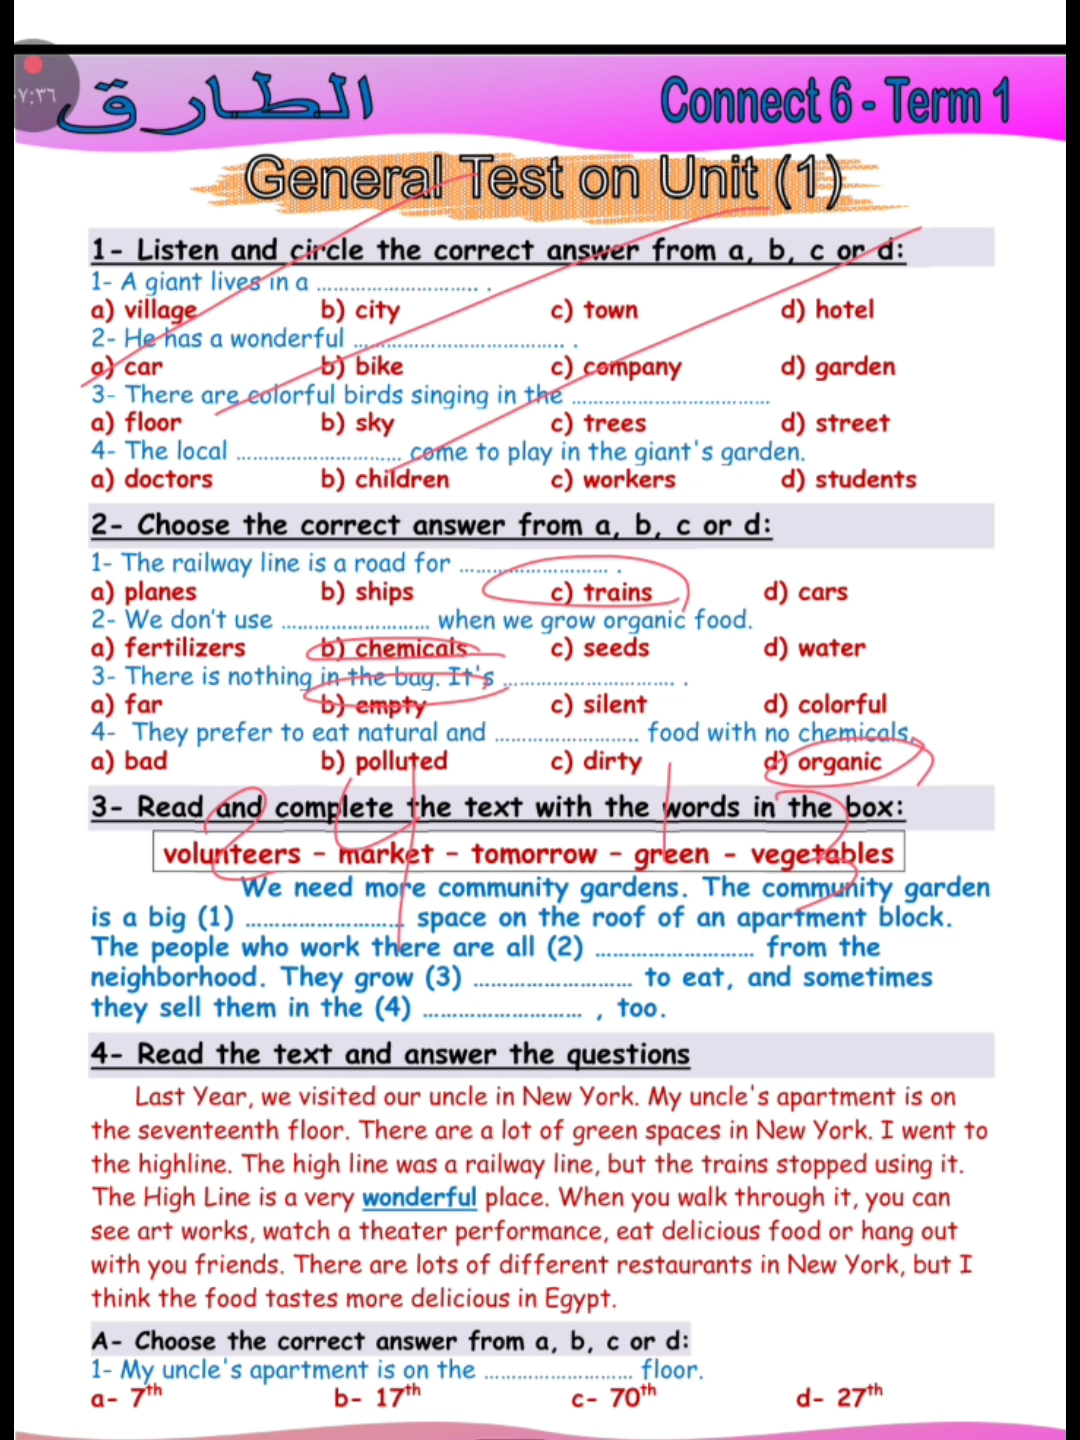 ٧:٣٦
الطارق
Connect 6 - Term 1
General Test on Unit (1)
1- Listen and circle the correct answer from a, b, c or d:
1- A giant lives in a ............................. .
a) village b) city c) town d) hotel
2- He has a wonderful ...................................... .
a) car b) bike c) company d) garden
3- There are colorful birds singing in the ....................................
a) floor b) sky c) trees d) street
4- The local .............................. come to play in the giant's garden.
a) doctors b) children c) workers d) students
2- Choose the correct answer from a, b, c or d:
1- The railway line is a road for ........................... .
a) planes b) ships c) trains d) cars
2- We don't use ........................... when we grow organic food.
a) fertilizers b) chemicals c) seeds d) water
3- There is nothing in the bag. It's ............................... .
a) far b) empty c) silent d) colorful
4- They prefer to eat natural and .......................... food with no chemicals.
a) bad b) polluted c) dirty d) organic
3- Read and complete the text with the words in the box:
2 4 1 3
volunteers - market - tomorrow - green - vegetables
We need more community gardens. The community garden
is a big (1) ........................... space on the roof of an apartment block.
The people who work there are all (2) ........................... from the
neighborhood. They grow (3) ........................... to eat, and sometimes
they sell them in the (4) ........................... , too.
4- Read the text and answer the questions
Last Year, we visited our uncle in New York. My uncle's apartment is on
the seventeenth floor. There are a lot of green spaces in New York. I went to
the highline. The high line was a railway line, but the trains stopped using it.
The High Line is a very wonderful place. When you walk through it, you can
see art works, watch a theater performance, eat delicious food or hang out
with you friends. There are lots of different restaurants in New York, but I
think the food tastes more delicious in Egypt.
A- Choose the correct answer from a, b, c or d:
1- My uncle's apartment is on the ........................... floor.
a- 7th b- 17th c- 70th d- 27th